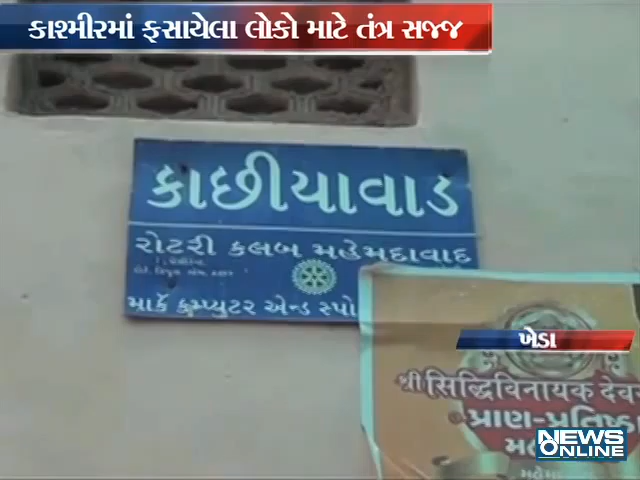 કાશ્મીરમાં ફસાયેલા લોકો માટે તંત્ર સજ્જ
કાછીયાવાડ
રોટરી કલબ મહેમદાવાદ
માર્ક કમ્પ્યુટર એન્ડ સ્પો
ખેડા
શ્રી સિદ્ધિવિનાયક દેવ
પ્રાણ-પ્રતિષ્ઠા
NEWS
ONLINE